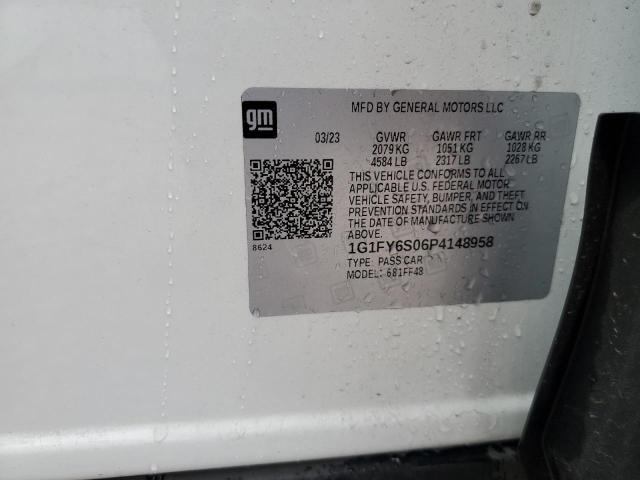 gm
MFD BY GENERAL MOTORS LLC
03/23 GVWR GAWR FRT GAWR RR
2079 KG 1051 KG 1028 KG
4584 LB 2317 LB 2267 LB
THIS VEHICLE CONFORMS TO ALL
APPLICABLE U.S. FEDERAL MOTOR
VEHICLE SAFETY, BUMPER, AND THEFT
PREVENTION STANDARDS IN EFFECT ON
THE DATE OF MANUFACTURE SHOWN
ABOVE.
8624
1G1FY6S06P4148958
TYPE: PASS CAR
MODEL: 681FF48